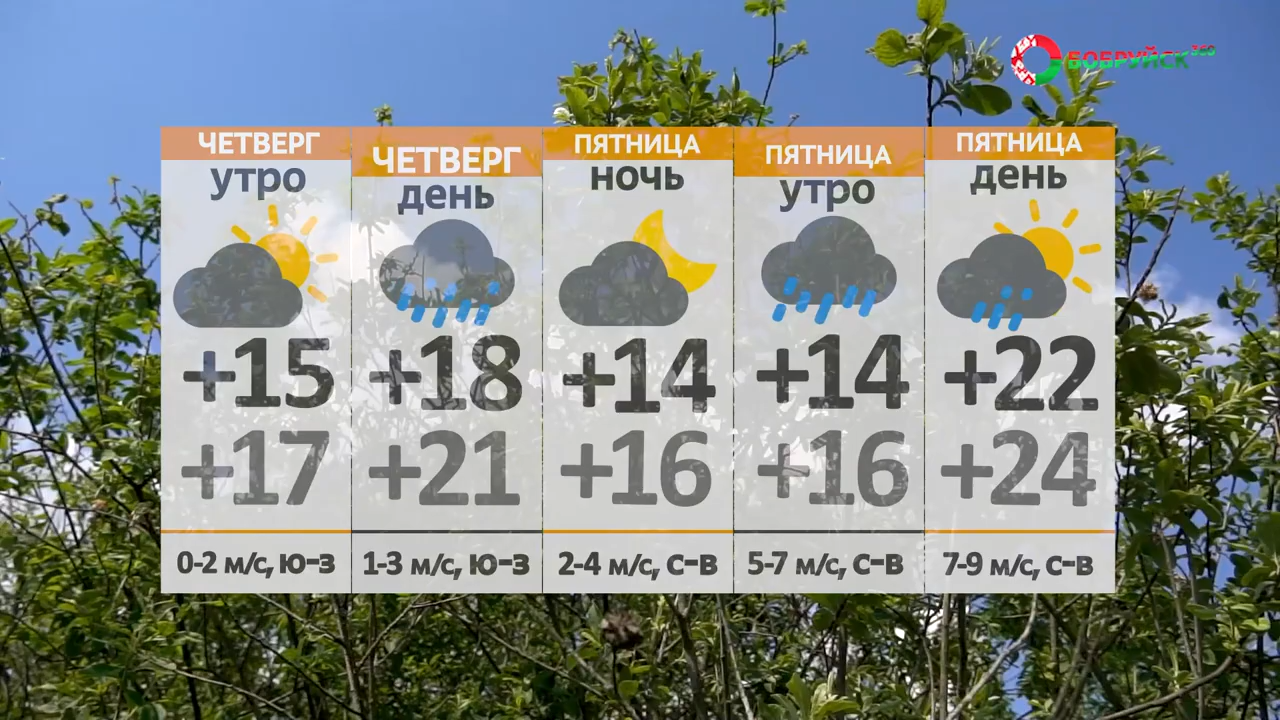 БОБРУЙСК360
ЧЕТВЕРГ
утро
+15
+17
0-2 м/с, ю-з
ЧЕТВЕРГ
день
+18
+21
1-3 м/с, ю-з
ПЯТНИЦА
ночь
+14
+16
2-4 м/с, с-в
ПЯТНИЦА
утро
+14
+16
5-7 м/с, с-в
ПЯТНИЦА
день
+22
+24
7-9 м/с, с-в